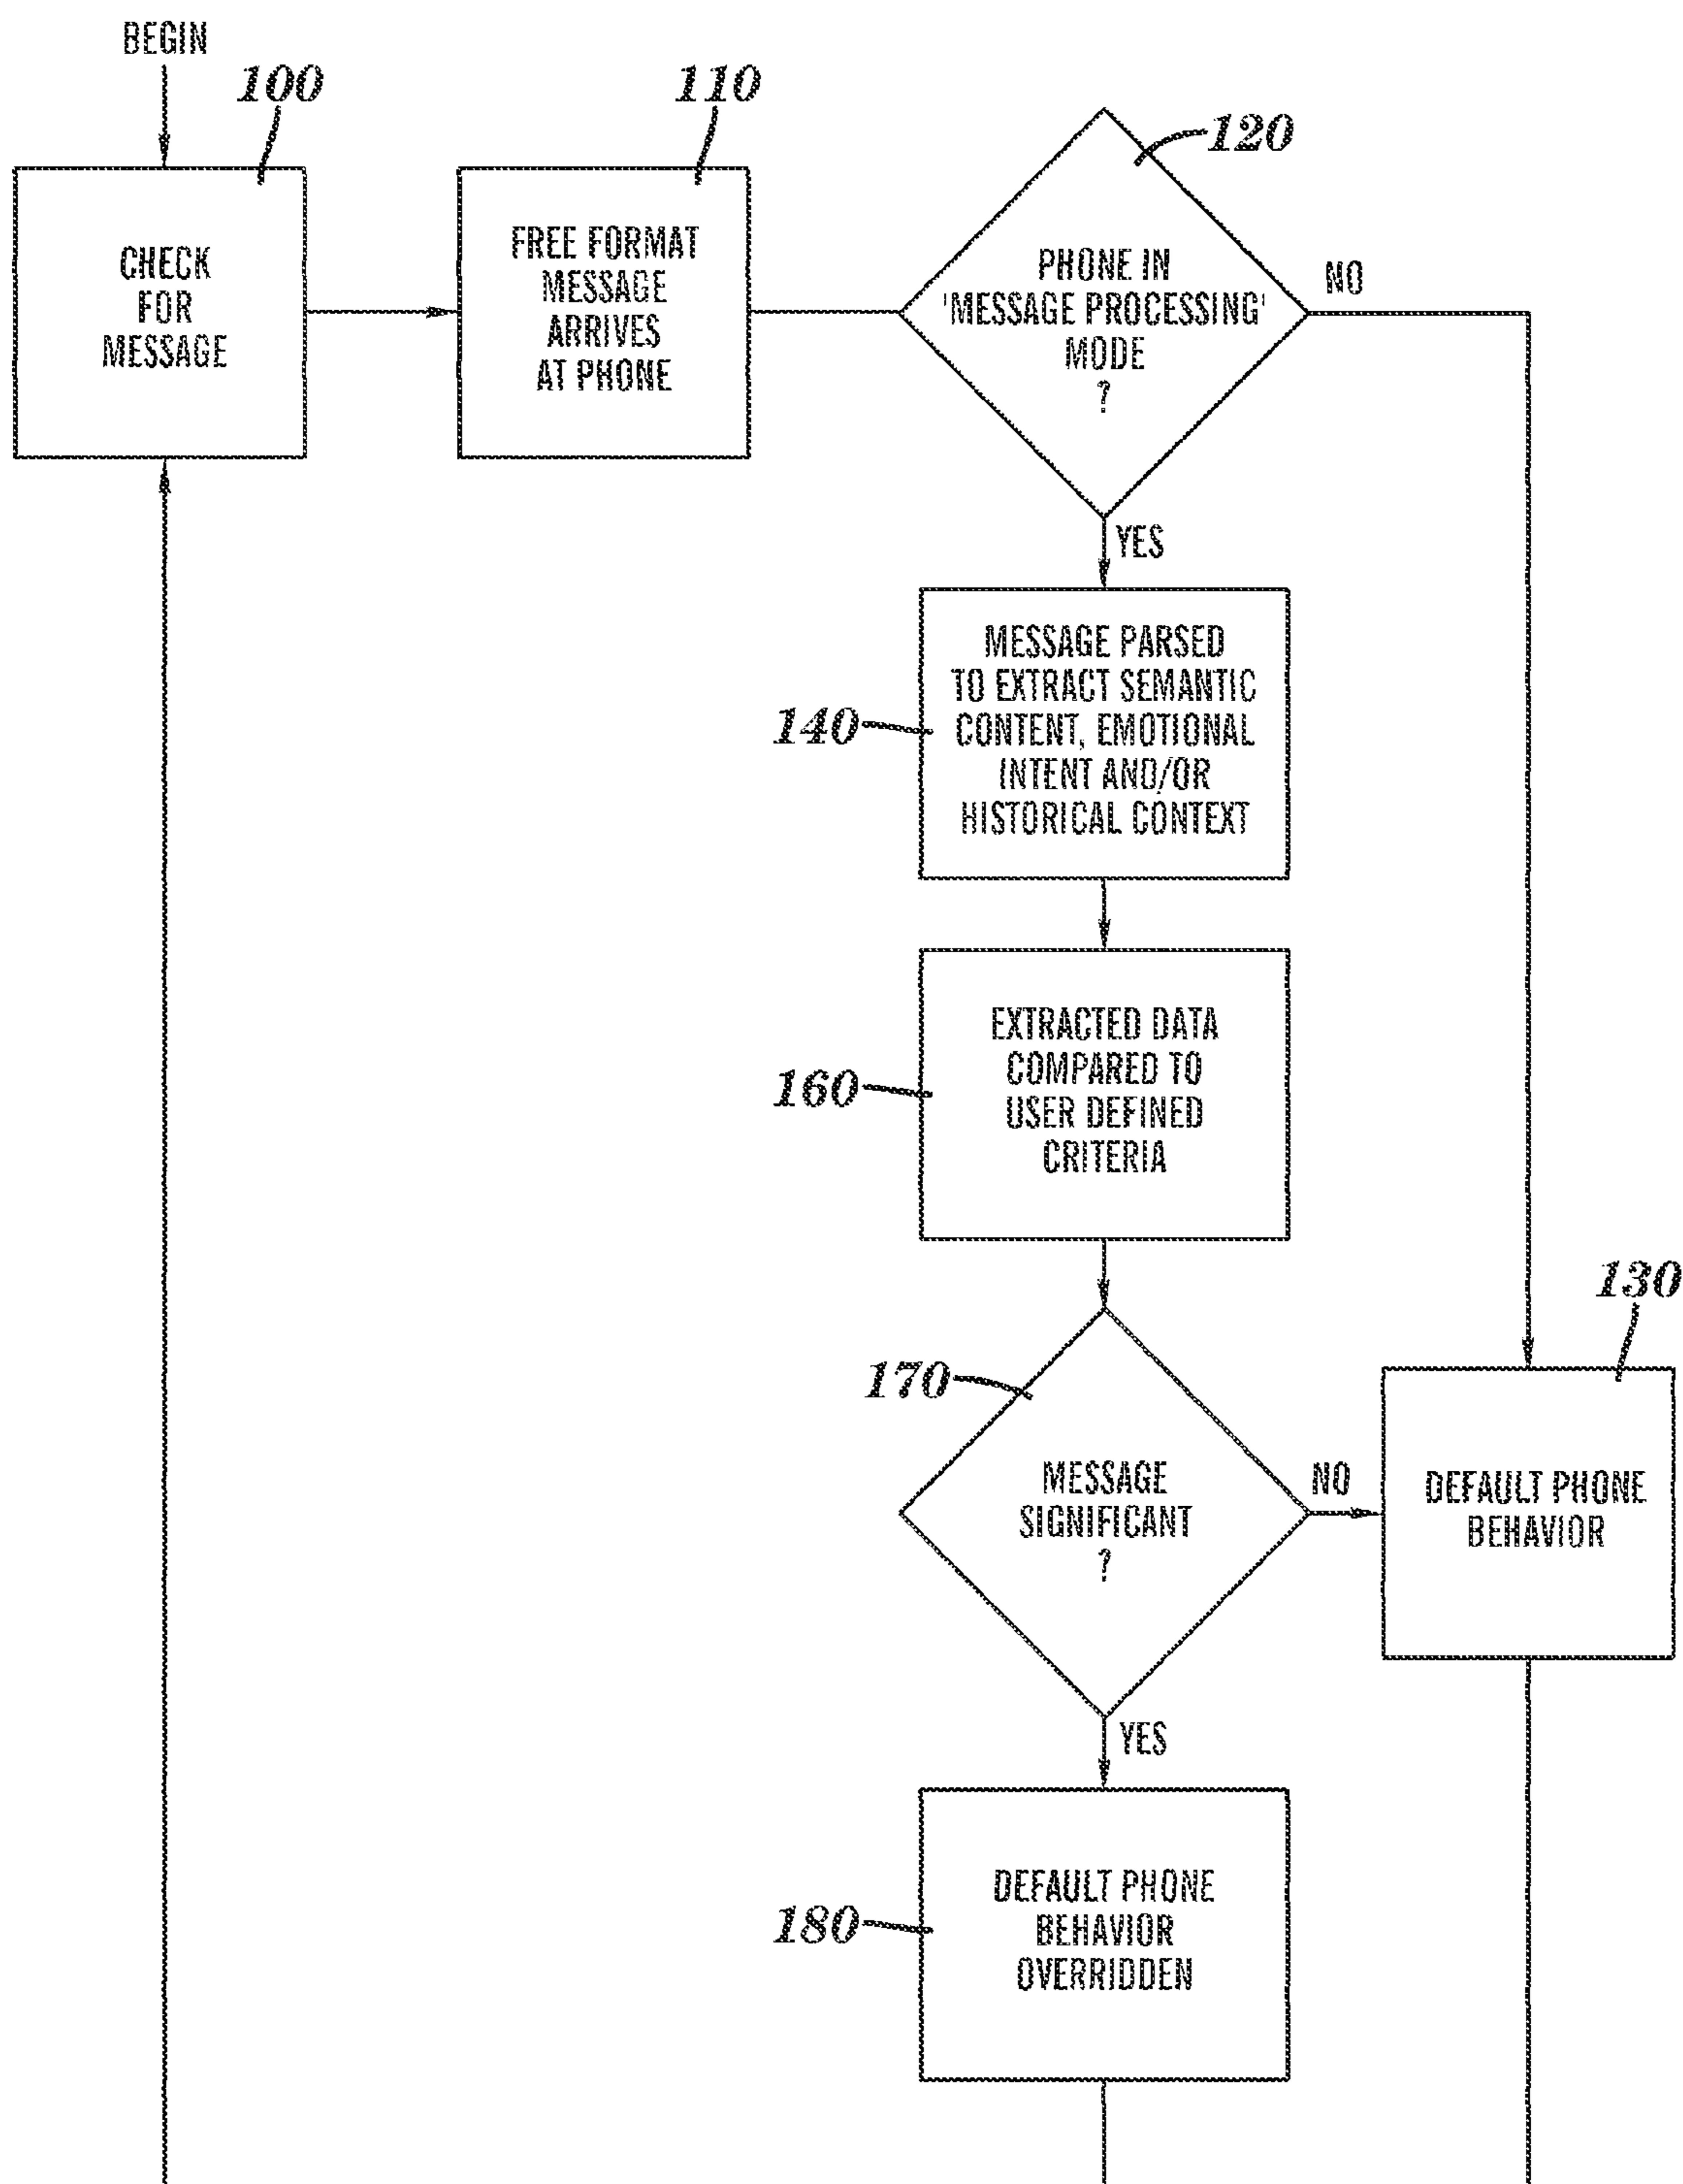 BEGIN
100
CHECK
FOR
MESSAGE
110
FREE FORMAT
MESSAGE
ARRIVES
AT PHONE
120
PHONE IN
'MESSAGE PROCESSING'
MODE
?
NO
YES
140
MESSAGE PARSED
TO EXTRACT SEMANTIC
CONTENT, EMOTIONAL
INTENT AND/OR
HISTORICAL CONTEXT
160
EXTRACTED DATA
COMPARED TO
USER DEFINED
CRITERIA
170
MESSAGE
SIGNIFICANT
?
NO
130
DEFAULT PHONE
BEHAVIOR
YES
180
DEFAULT PHONE
BEHAVIOR
OVERRIDDEN